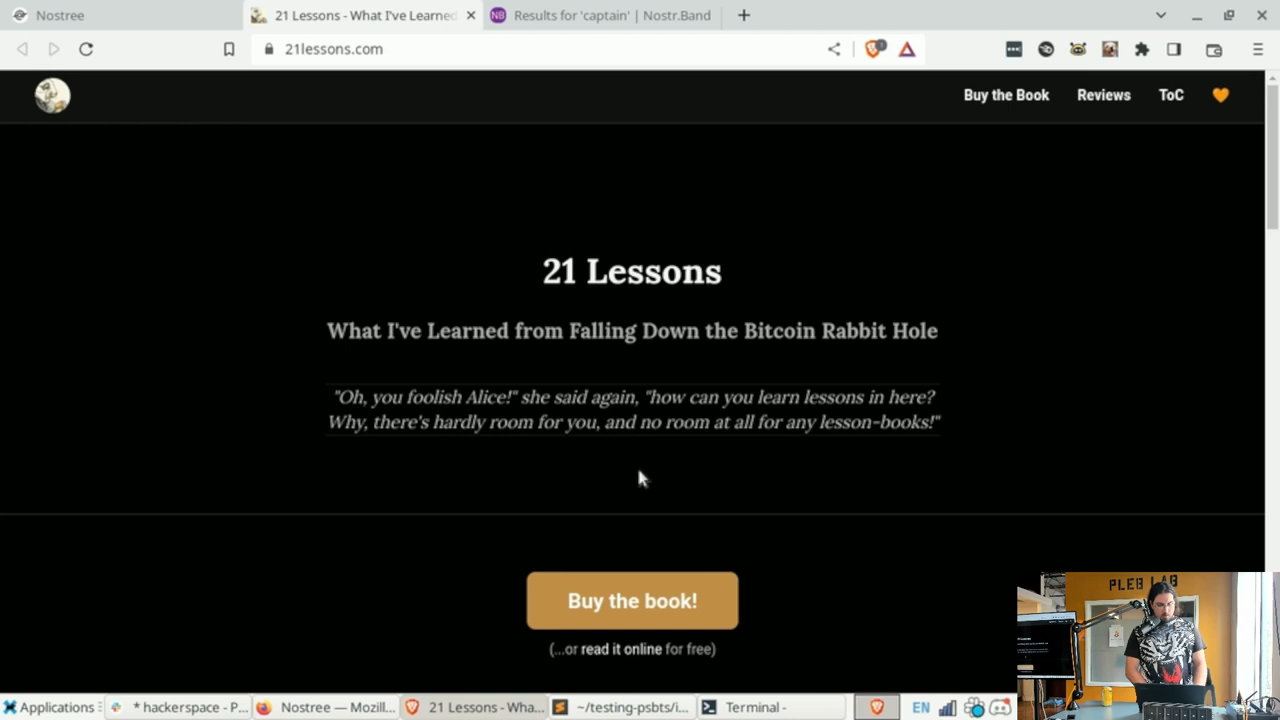 Nostree
21 Lessons - What I've Learned
Results for 'captain' | Nostr.Band
21lessons.com
Buy the Book
Reviews
ToC
21 Lessons
What I've Learned from Falling Down the Bitcoin Rabbit Hole
"Oh, you foolish Alice!" she said again, "how can you learn lessons in here?
Why, there's hardly room for you, and no room at all for any lesson-books!"
Buy the book!
(...or read it online for free)
PLEB LAB
Applications
* hackerspace - P...
Nostree — Mozill...
21 Lessons - Wha...
~/testing-psbts/i...
Terminal -
EN